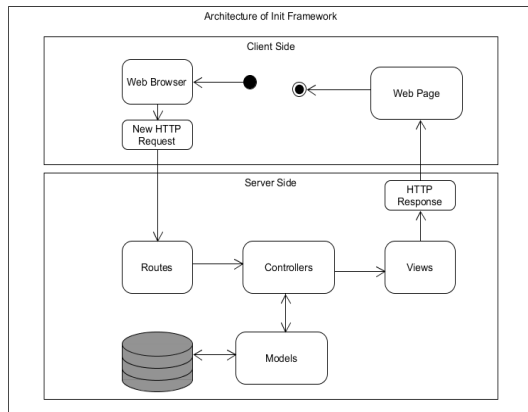 Architecture of Init Framework
Client Side
Web Browser
Web Page
New HTTP
Request
Server Side
HTTP
Response
Routes
Controllers
Views
Models